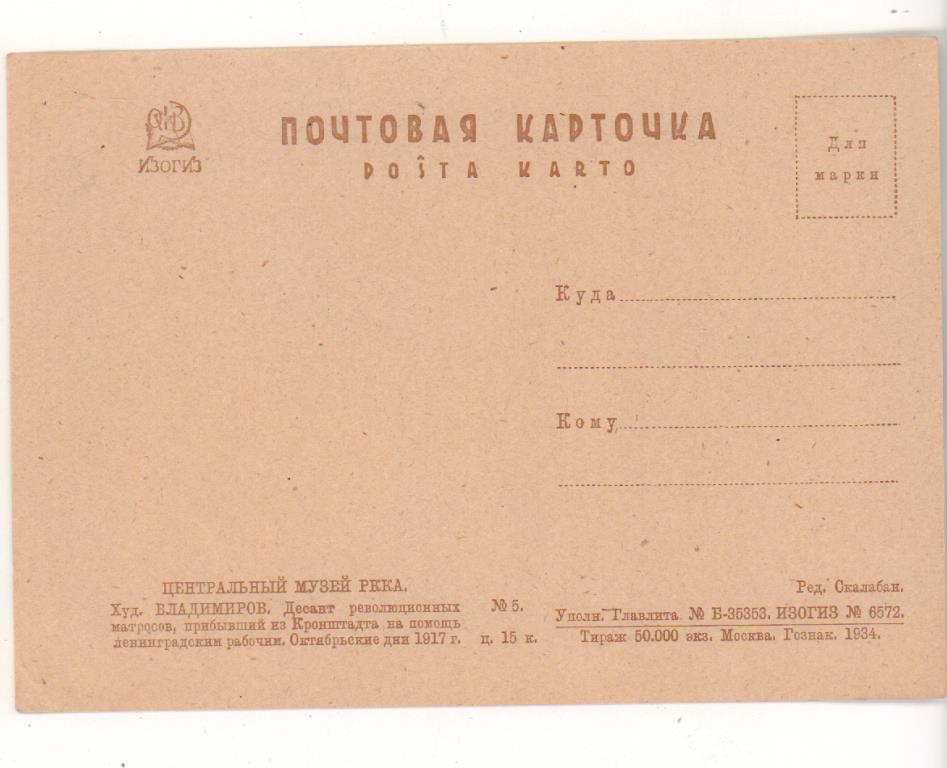 ИЗОГИЗ
ПОЧТОВАЯ КАРТОЧКА
POŜTA KARTO
Для
марки
Куда
Кому
ЦЕНТРАЛЬНЫЙ МУЗЕЙ РККА.
Худ. ВЛАДИМИРОВ. Десант революционных
матросов, прибывший из Кронштадта на помощь
ленинградским рабочим. Октябрьские дни 1917 г.
№ 5.
ц. 15 к.
Ред. Скалабан.
Уполн. Главлита № Б-35353. ИЗОГИЗ № 6572.
Тираж 50.000 экз. Москва. Гознак. 1934.